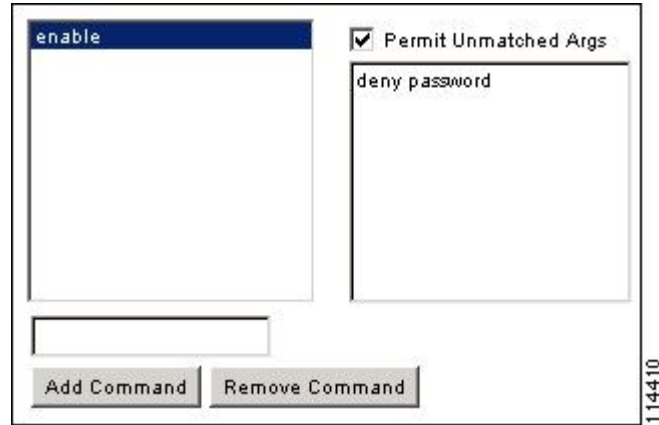 enable
Permit Unmatched Args
deny password
Add Command
Remove Command
114410